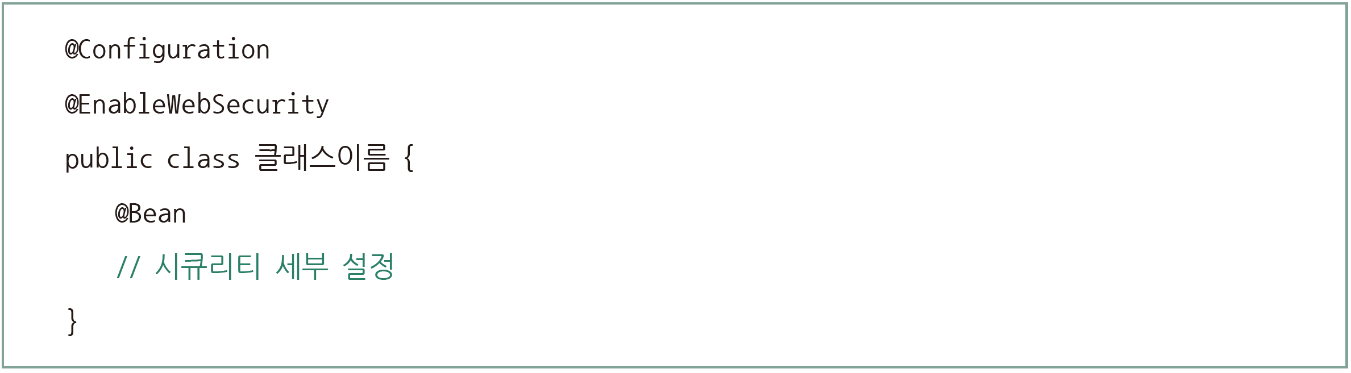 @Configuration
@EnableWebSecurity
public class 클래스이름 {
@Bean
// 시큐리티 세부 설정
}